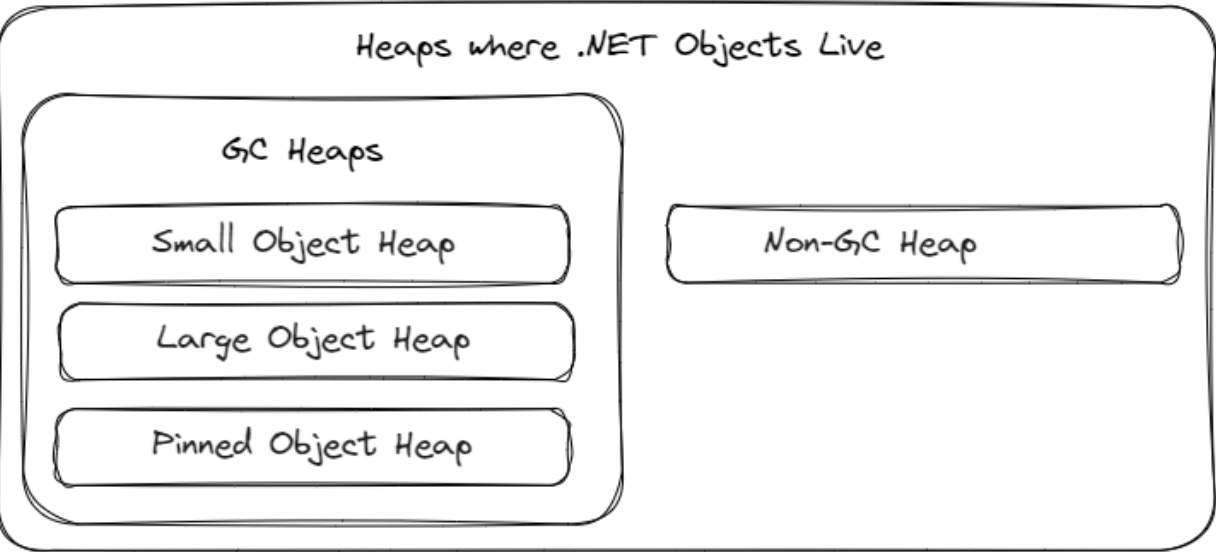 Heaps where .NET Objects Live
GC Heaps
Small Object Heap
Non-GC Heap
Large Object Heap
Pinned Object Heap